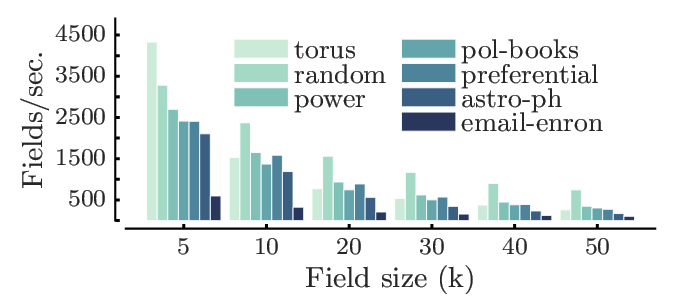 Fields/sec.
4500
3500
2500
1500
500
torus
random
power
pol-books
preferential
astro-ph
email-enron
5 10 20 30 40 50
Field size (k)